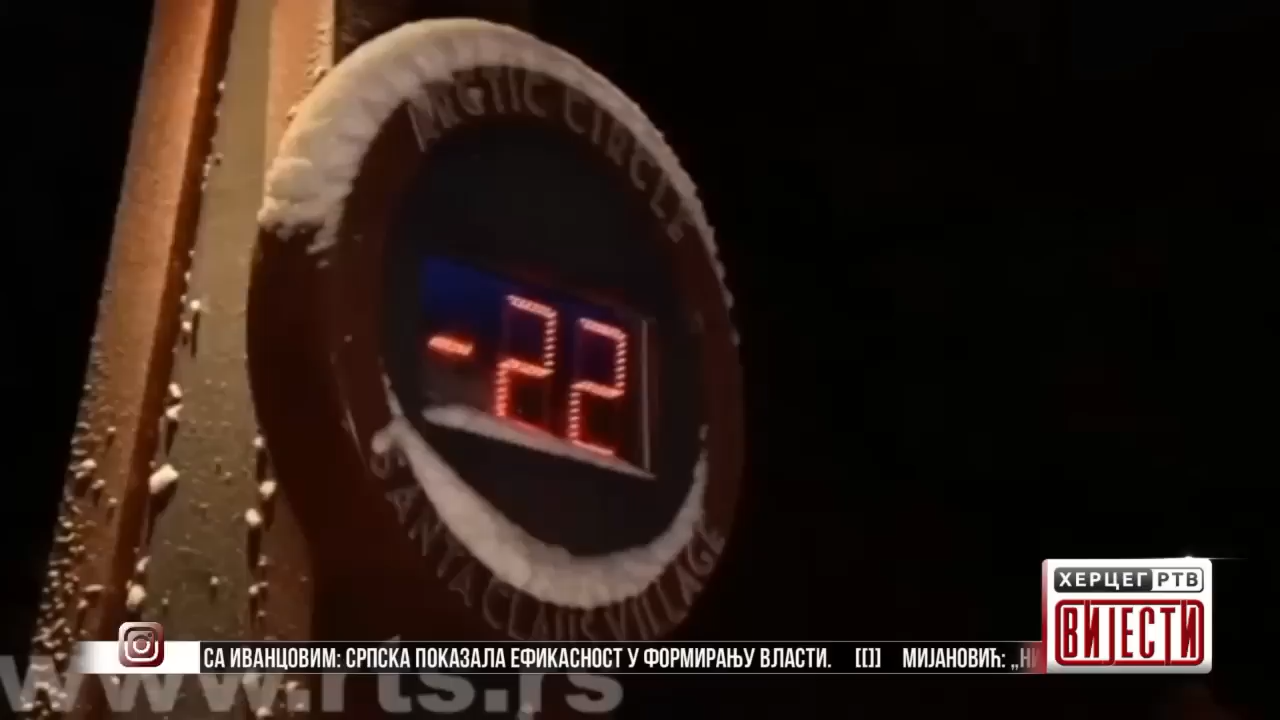 ARCTIC CIRCLE
-22
SANTA CLAUS VILLAGE
ХЕРЦЕГ РТВ
ВИЈЕСТИ
СА ИВАНЦОВИМ: СРПСКА ПОКАЗАЛА ЕФИКАСНОСТ У ФОРМИРАЊУ ВЛАСТИ. [[]] МИЈАНОВИЋ: „
www.rts.rs